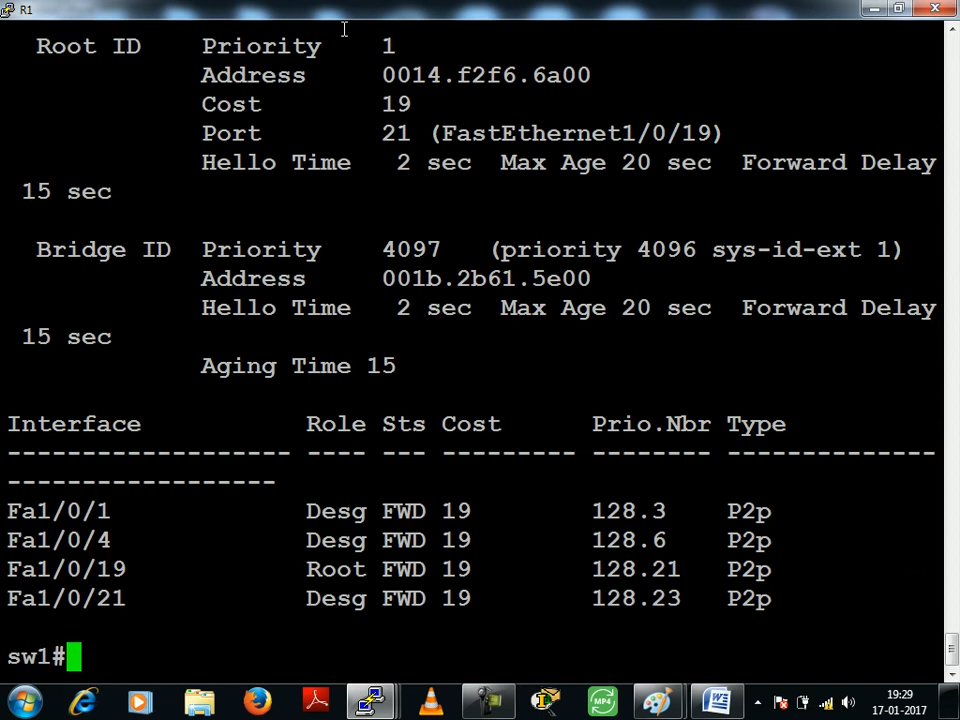 R1
Root ID Priority 1
Address 0014.f2f6.6a00
Cost 19
Port 21 (FastEthernet1/0/19)
Hello Time 2 sec Max Age 20 sec Forward Delay
15 sec
Bridge ID Priority 4097 (priority 4096 sys-id-ext 1)
Address 001b.2b61.5e00
Hello Time 2 sec Max Age 20 sec Forward Delay
15 sec
Aging Time 15
Interface Role Sts Cost Prio.Nbr Type
------------------- ---- --- --------- -------- --------------
------------------
Fa1/0/1 Desg FWD 19 128.3 P2p
Fa1/0/4 Desg FWD 19 128.6 P2p
Fa1/0/19 Root FWD 19 128.21 P2p
Fa1/0/21 Desg FWD 19 128.23 P2p
sw1#
MP4
19:29
17-01-2017